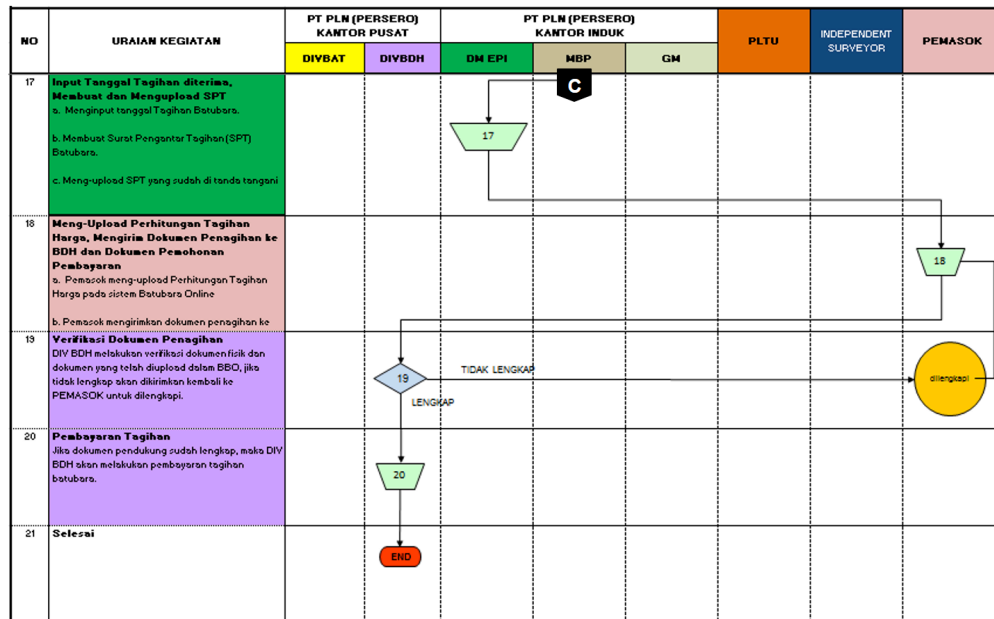 NO
URAIAN KEGIATAN
PT PLN (PERSERO)
KANTOR PUSAT
PT PLN (PERSERO)
KANTOR INDUK
PLTU
INDEPENDENT
SURVEYOR
PEMASOK
DIVBAT
DIVBDH
DM EPI
MBP
GM
17
Input Tanggal Tagihan diterima,
Membuat dan Mengupload SPT
a. Menginput tanggal Tagihan Batubara.
b. Membuat Surat Pengantar Tagihan (SPT)
Batubara.
c. Meng-upload SPT yang sudah di tanda tangani
C
17
18
Meng-Upload Perhitungan Tagihan
Harga, Mengirim Dokumen Penagihan ke
BDH dan Dokumen Pemohonan
Pembayaran
a. Pemasok meng-upload Perhitungan Tagihan
Harga pada sistem Batubara Online
b. Pemasok mengirimkan dokumen penagihan ke
18
19
Verifikasi Dokumen Penagihan
DIV BDH melakukan verifikasi dokumen fisik dan
dokumen yang telah diupload dalam BBO, jika
tidak lengkap akan dikirimkan kembali ke
PEMASOK untuk dilengkapi.
19
TIDAK LENGKAP
LENGKAP
dilengkapi
20
Pembayaran Tagihan
Jika dokumen pendukung sudah lengkap, maka DIV
BDH akan melakukan pembayaran tagihan
batubara.
20
21
Selesai
END